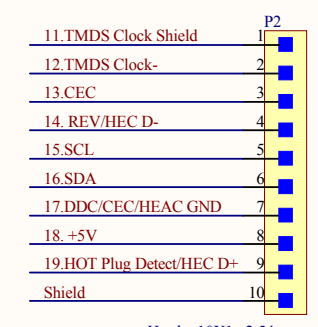 P2
11.TMDS Clock Shield 1
12.TMDS Clock- 2
13.CEC 3
14. REV/HEC D- 4
15.SCL 5
16.SDA 6
17.DDC/CEC/HEAC GND 7
18. +5V 8
19.HOT Plug Detect/HEC D+ 9
Shield 10